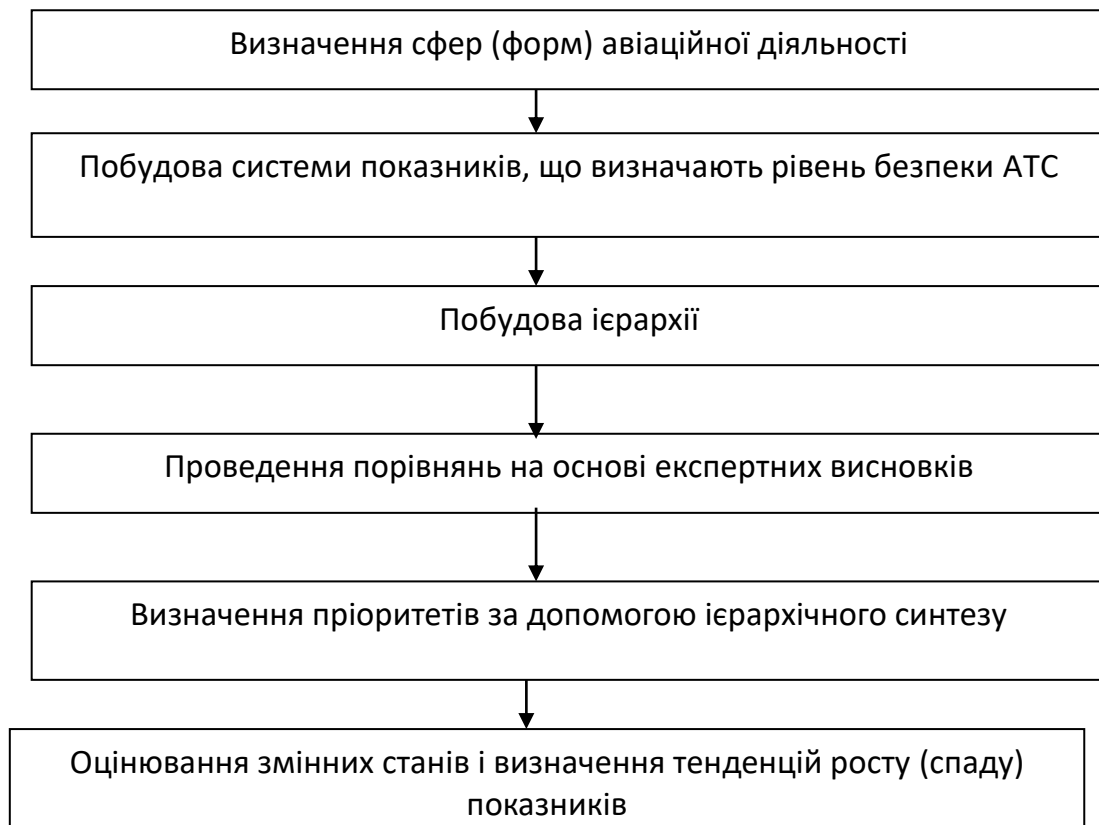 Визначення сфер (форм) авіаційної діяльності
Побудова системи показників, що визначають рівень безпеки АТС
Побудова ієрархії
Проведення порівнянь на основі експертних висновків
Визначення пріоритетів за допомогою ієрархічного синтезу
Оцінювання змінних станів і визначення тенденцій росту (спаду)
показників